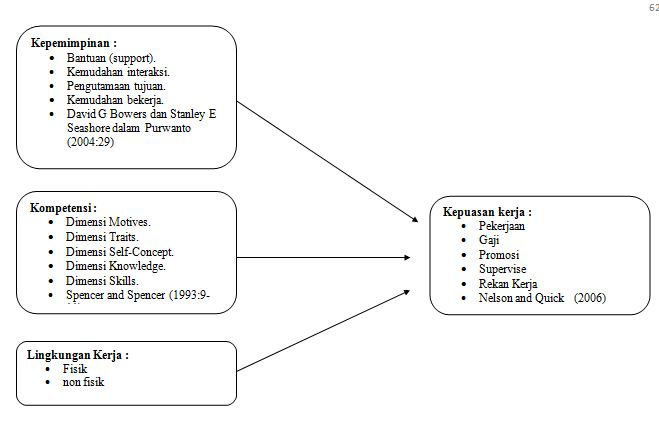 62
Kepemimpinan :
• Bantuan (support).
• Kemudahan interaksi.
• Pengutamaan tujuan.
• Kemudahan bekerja.
• David G Bowers dan Stanley E
Seashore dalam Purwanto
(2004:29)
Kompetensi :
• Dimensi Motives.
• Dimensi Traits.
• Dimensi Self-Concept.
• Dimensi Knowledge.
• Dimensi Skills.
• Spencer and Spencer (1993:9-
Lingkungan Kerja :
• Fisik
• non fisik
Kepuasan kerja :
• Pekerjaan
• Gaji
• Promosi
• Supervise
• Rekan Kerja
• Nelson and Quick (2006)